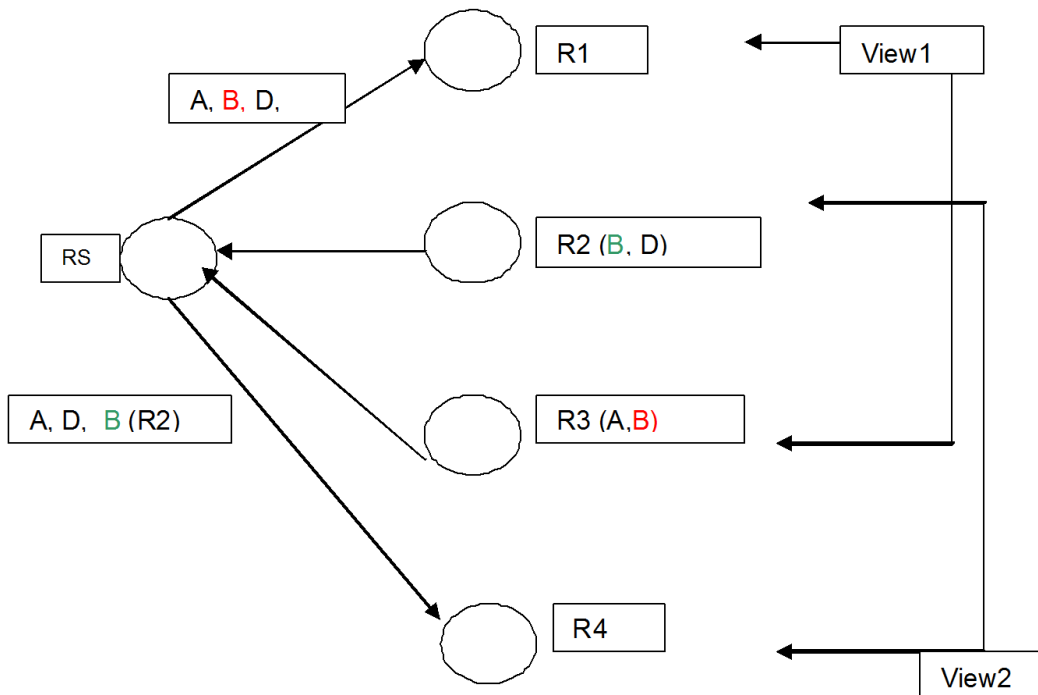 R1
View1
A, B, D,
R2 (B, D)
RS
A, D, B (R2)
R3 (A,B)
R4
View2